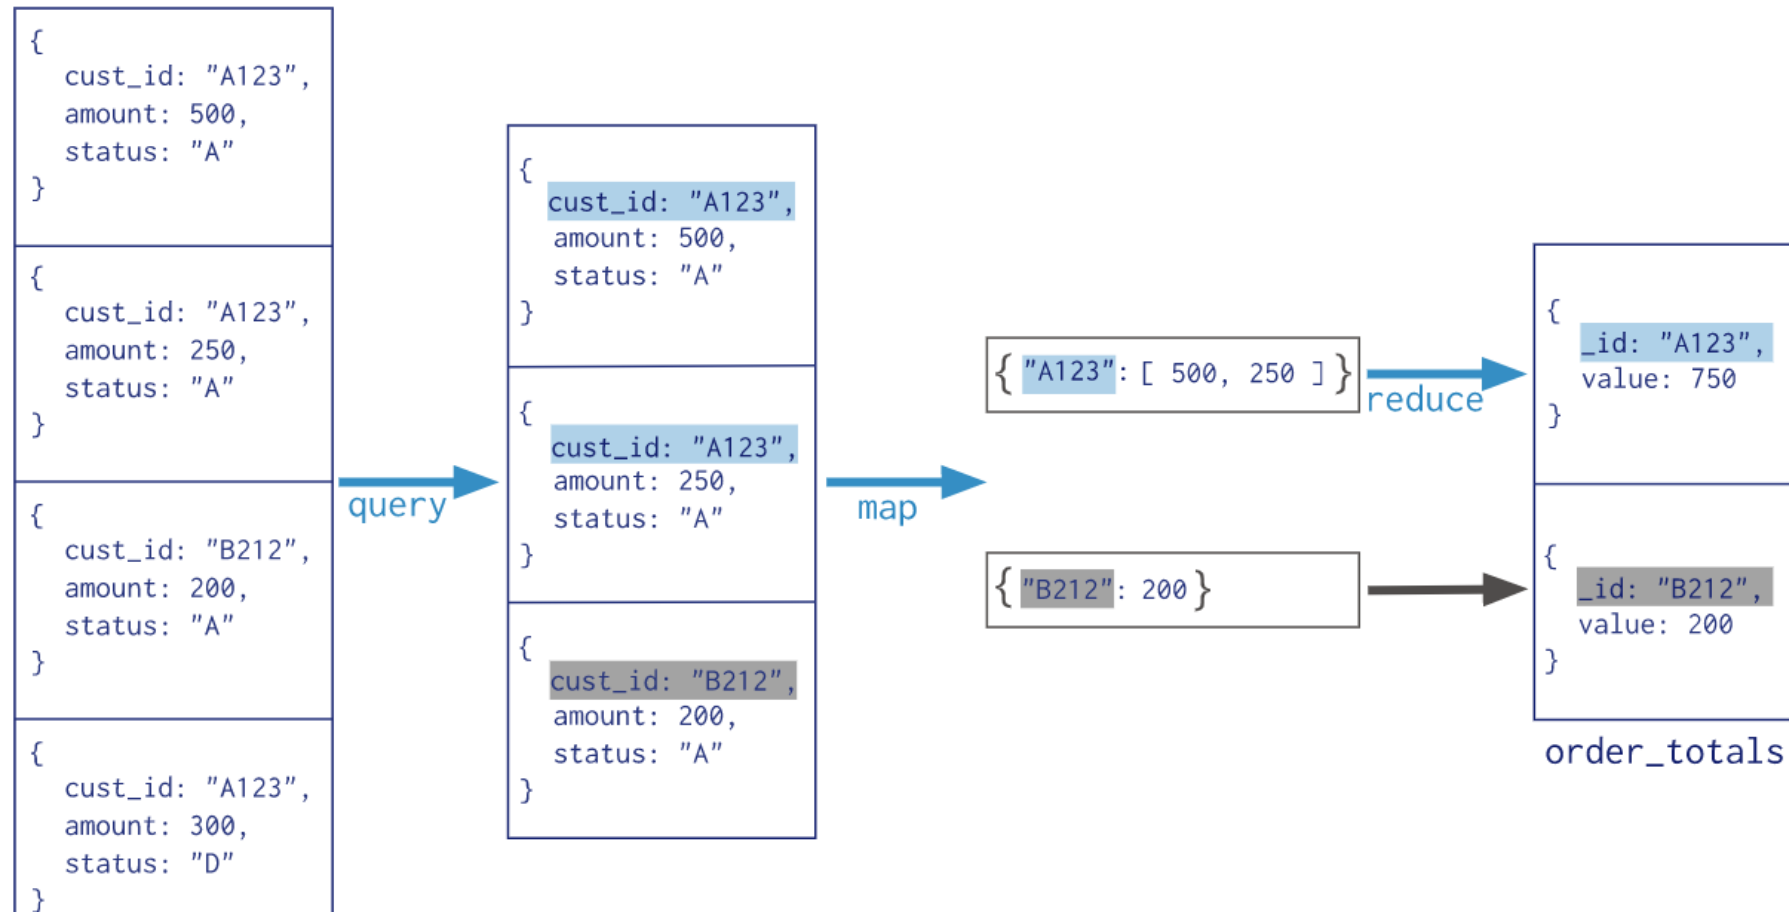 {
cust_id: "A123",
amount: 500,
status: "A"
}
{
cust_id: "A123",
amount: 250,
status: "A"
}
{
cust_id: "B212",
amount: 200,
status: "A"
}
{
cust_id: "A123",
amount: 300,
status: "D"
}
query
{
cust_id: "A123",
amount: 500,
status: "A"
}
{
cust_id: "A123",
amount: 250,
status: "A"
}
{
cust_id: "B212",
amount: 200,
status: "A"
}
map
{ "A123": [ 500, 250 ] }
{ "B212": 200 }
reduce
{
_id: "A123",
value: 750
}
{
_id: "B212",
value: 200
}
order_totals